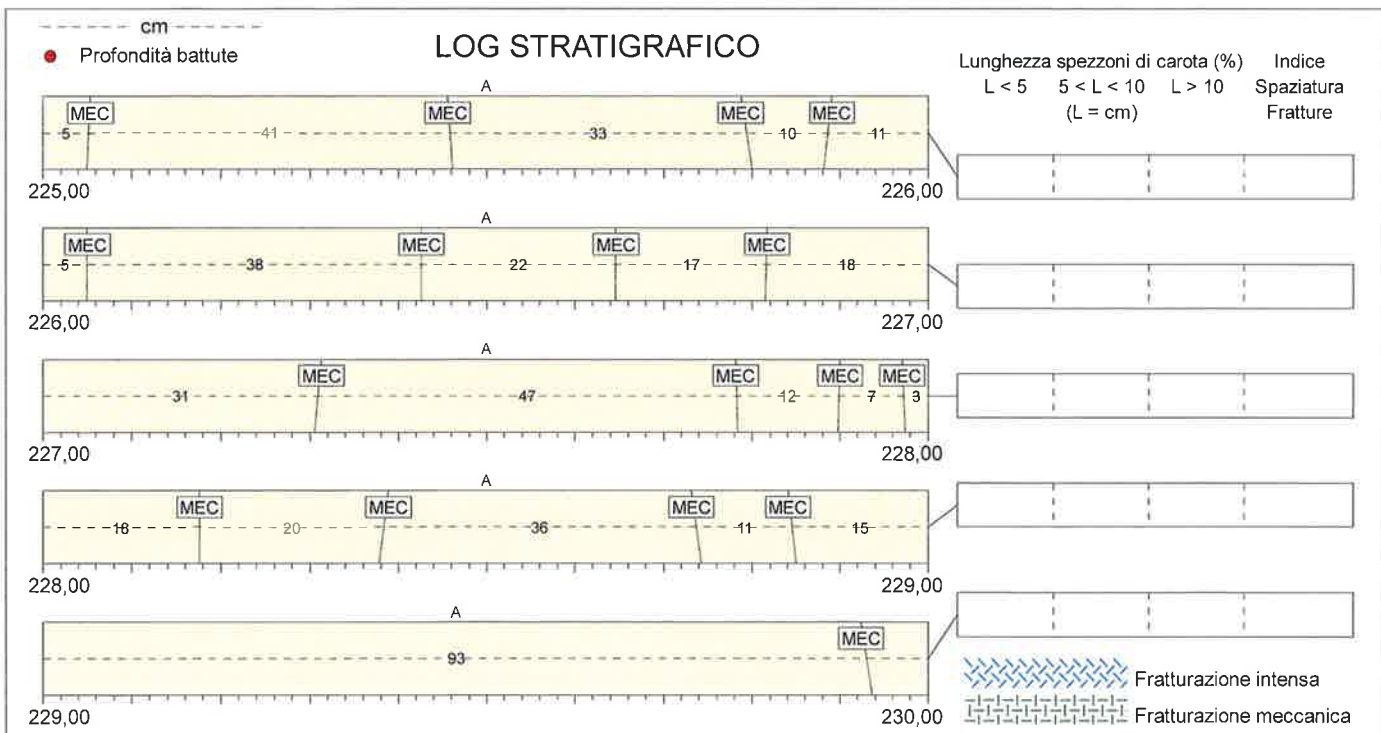 cm
Profondità battute
LOG STRATIGRAFICO
Lunghezza spezzoni di carota (%) Indice
L < 5 5 < L < 10 L > 10 Spaziatura
(L = cm) Fratture
A
MEC MEC MEC MEC
5 41 33 10 11
225,00 226,00
A
MEC MEC MEC MEC
5 38 22 17 18
226,00 227,00
A
MEC MEC MEC MEC
31 47 12 7 3
227,00 228,00
A
MEC MEC MEC MEC
18 20 36 11 15
228,00 229,00
A
MEC
93
229,00 230,00
Fratturazione intensa
Fratturazione meccanica